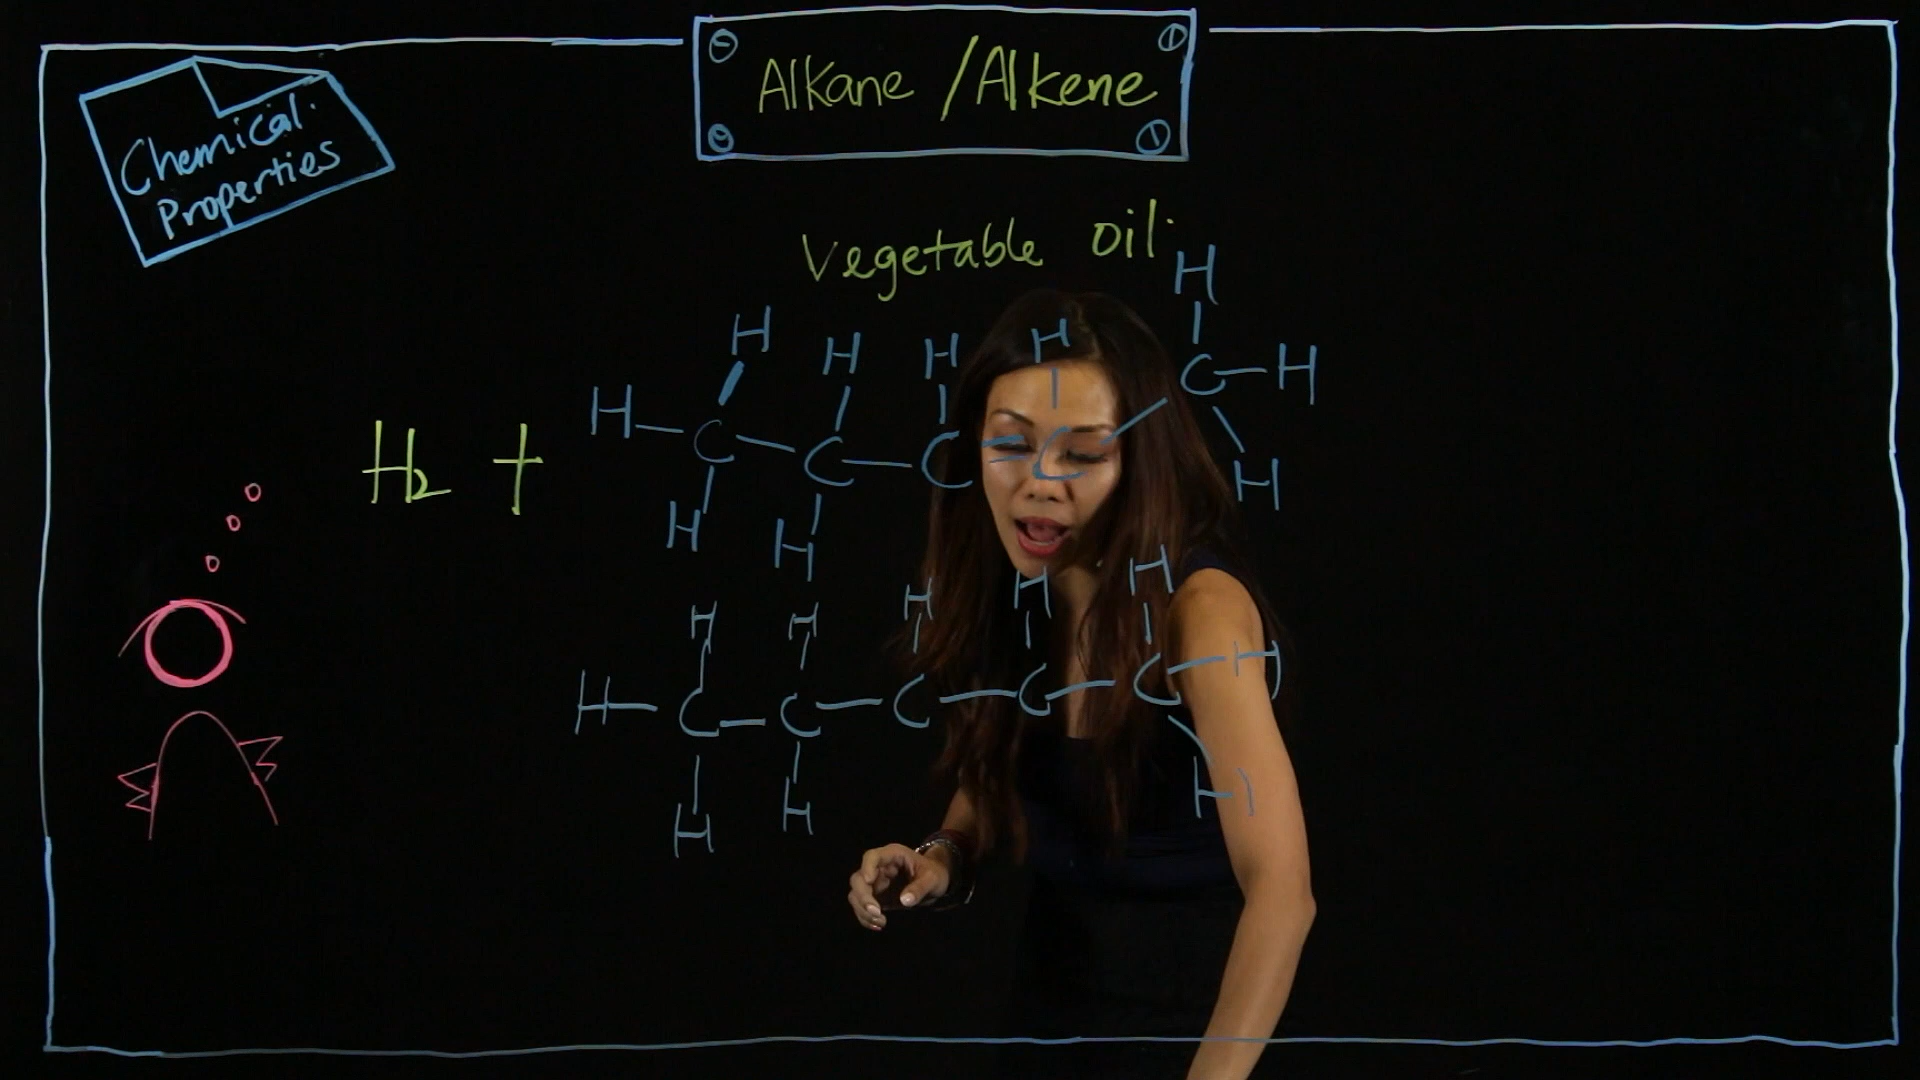 Alkane / Alkene
Chemical
Properties
Vegetable oil
H
H H H H
H C C C C C H
H2 +
H H H
H H H H H
H C C C C C H
H H H